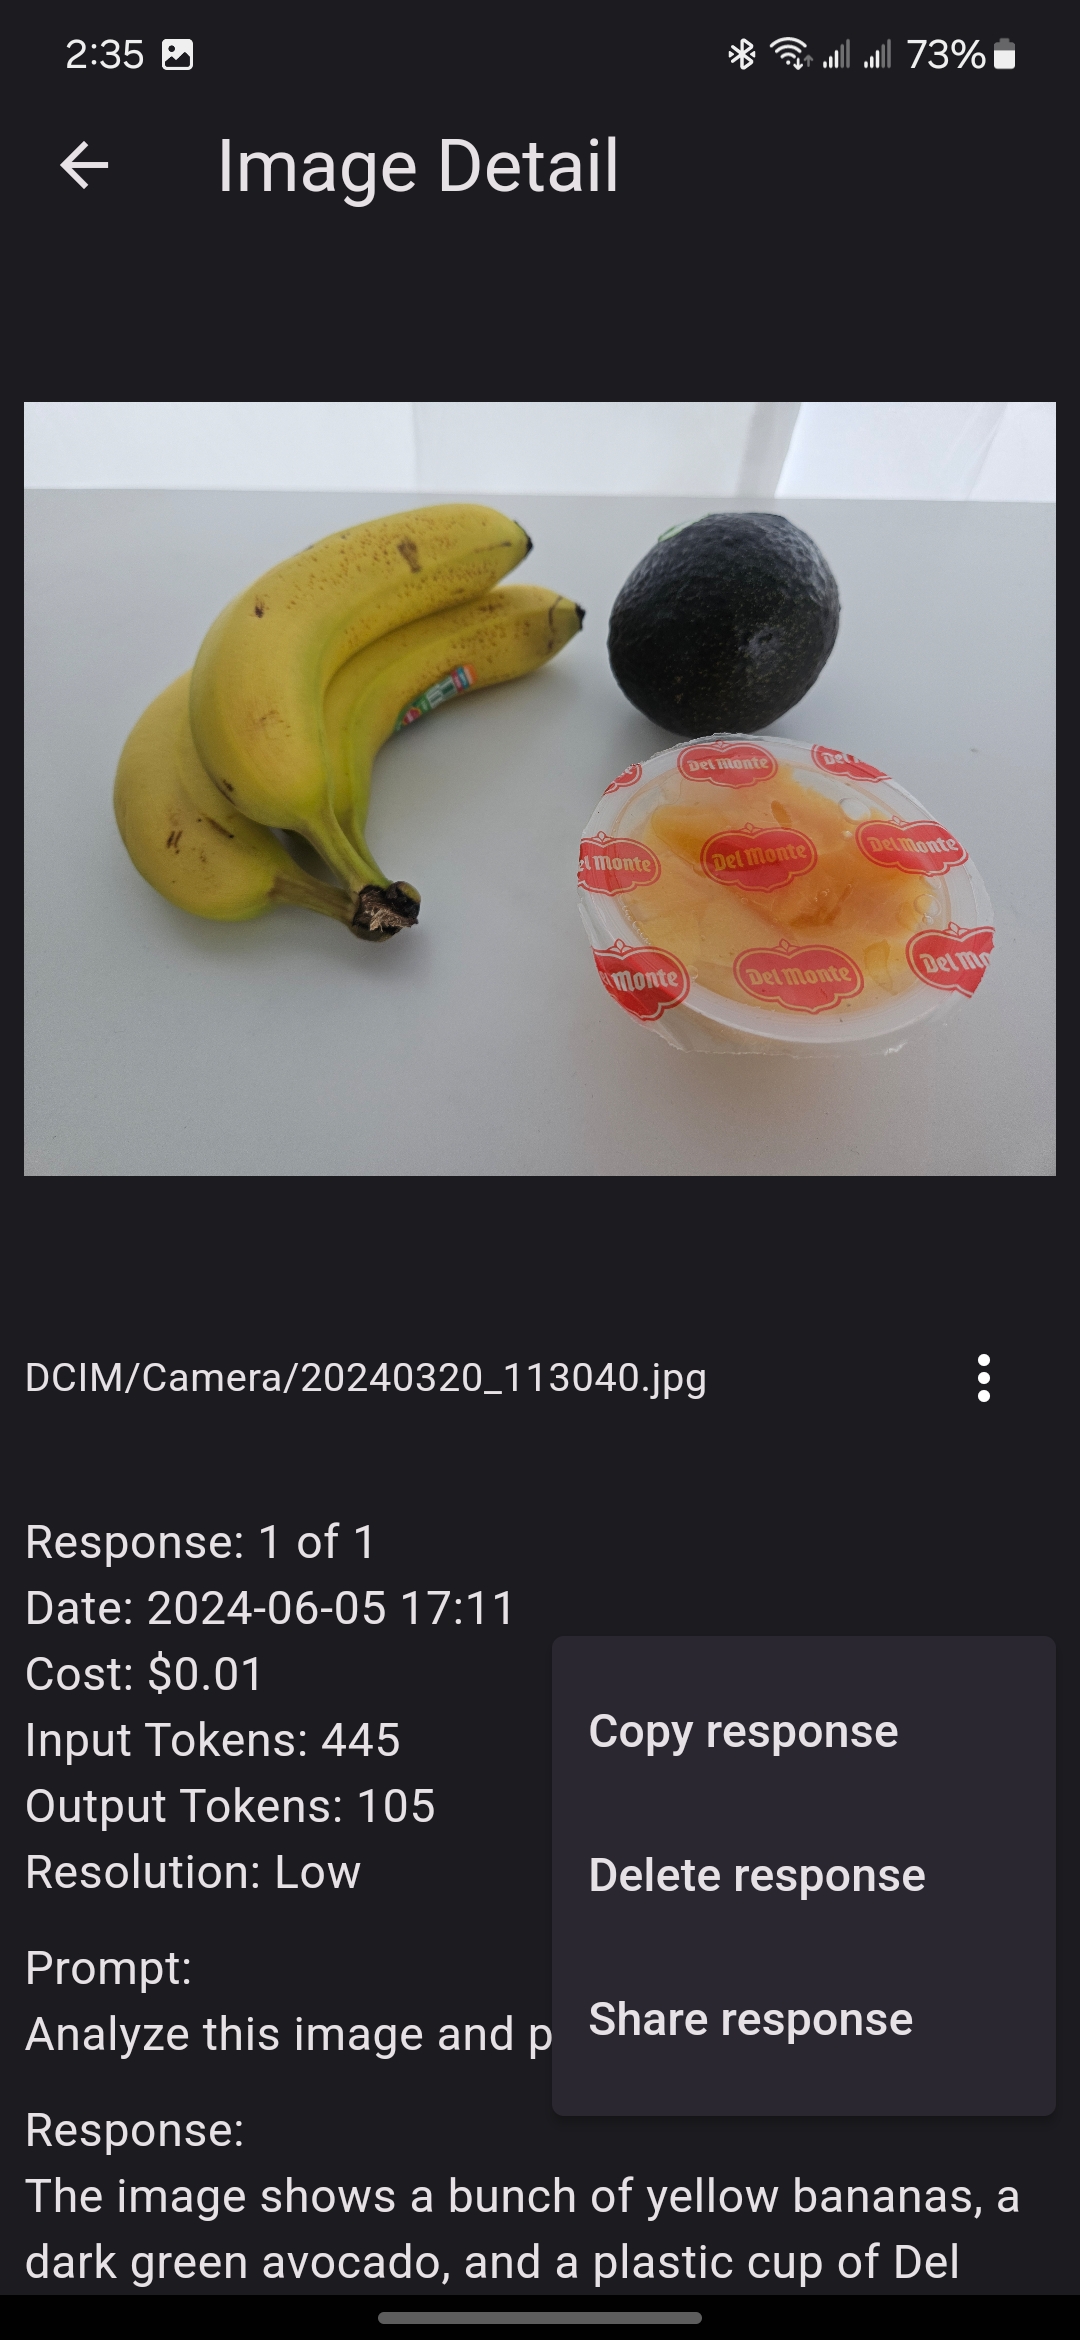 2:35
73%
Image Detail
Del Monte
Del
el Monte
Del Monte
Del Monte
Monte
Del Monte
Del Mo
DCIM/Camera/20240320_113040.jpg
Response: 1 of 1
Date: 2024-06-05 17:11
Cost: $0.01
Input Tokens: 445
Output Tokens: 105
Resolution: Low
Copy response
Delete response
Share response
Prompt:
Analyze this image and p
Response:
The image shows a bunch of yellow bananas, a
dark green avocado, and a plastic cup of Del